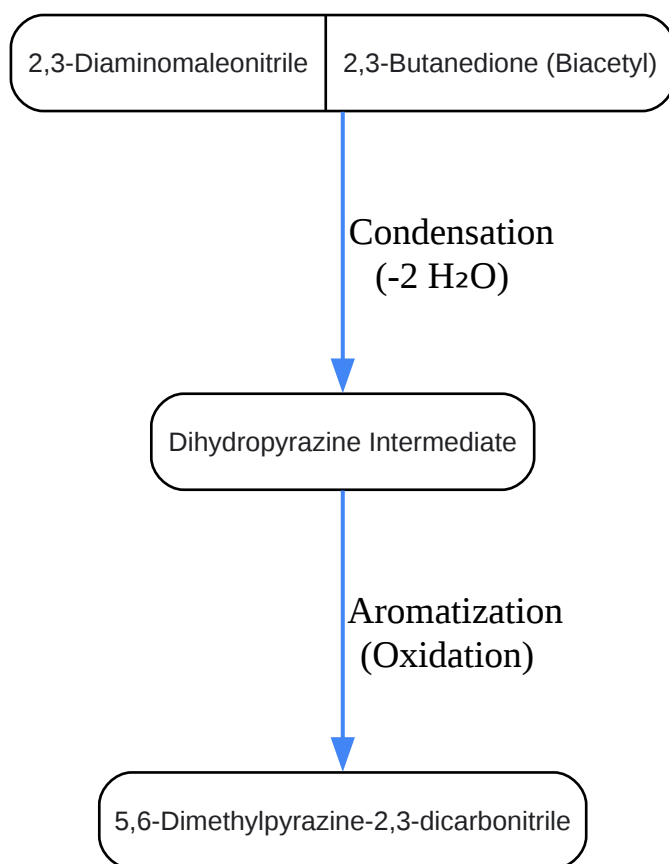 2,3-Diaminomaleonitrile
2,3-Butanedione (Biacetyl)
Condensation
(-2 H₂O)
Dihydropyrazine Intermediate
Aromatization
(Oxidation)
5,6-Dimethylpyrazine-2,3-dicarbonitrile